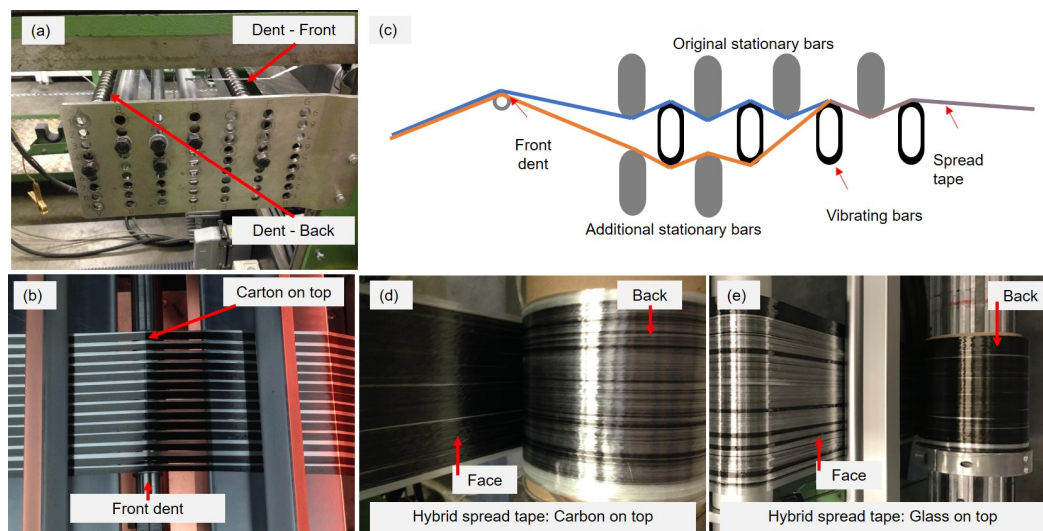 (a)
Dent - Front
Dent - Back
(b)
Carton on top
Front dent
(c)
Original stationary bars
Front
dent
Spread
tape
Vibrating bars
Additional stationary bars
(d)
Back
Face
Hybrid spread tape: Carbon on top
(e)
Back
Face
Hybrid spread tape: Glass on top